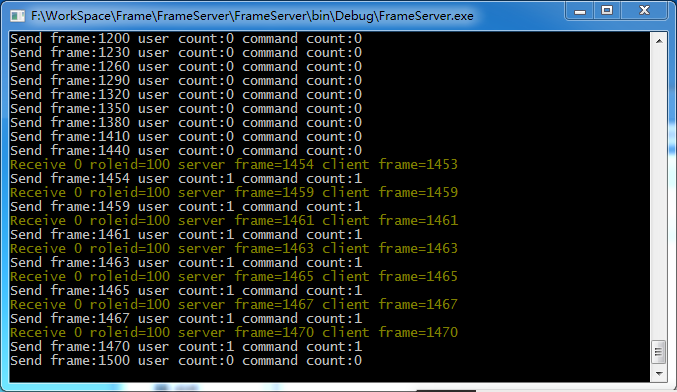 F:\WorkSpace\Frame\FrameServer\FrameServer\bin\Debug\FrameServer.exe
Send frame:1200 user count:0 command count:0
Send frame:1230 user count:0 command count:0
Send frame:1260 user count:0 command count:0
Send frame:1290 user count:0 command count:0
Send frame:1320 user count:0 command count:0
Send frame:1350 user count:0 command count:0
Send frame:1380 user count:0 command count:0
Send frame:1410 user count:0 command count:0
Send frame:1440 user count:0 command count:0
Receive 0 roleid=100 server frame=1454 client frame=1453
Send frame:1454 user count:1 command count:1
Receive 0 roleid=100 server frame=1459 client frame=1459
Send frame:1459 user count:1 command count:1
Receive 0 roleid=100 server frame=1461 client frame=1461
Send frame:1461 user count:1 command count:1
Receive 0 roleid=100 server frame=1463 client frame=1463
Send frame:1463 user count:1 command count:1
Receive 0 roleid=100 server frame=1465 client frame=1465
Send frame:1465 user count:1 command count:1
Receive 0 roleid=100 server frame=1467 client frame=1467
Send frame:1467 user count:1 command count:1
Receive 0 roleid=100 server frame=1470 client frame=1470
Send frame:1470 user count:1 command count:1
Send frame:1500 user count:0 command count:0